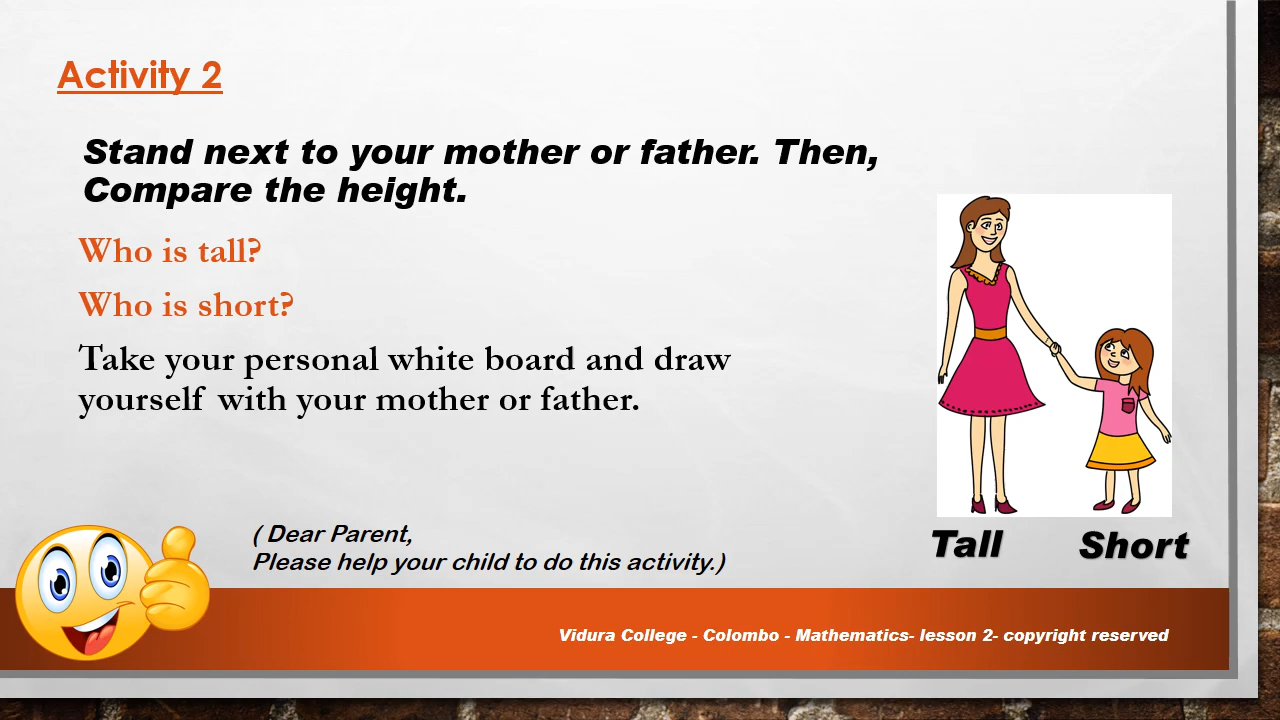 Activity 2
Stand next to your mother or father. Then,
Compare the height.
Who is tall?
Who is short?
Take your personal white board and draw
yourself with your mother or father.
Tall
Short
( Dear Parent,
Please help your child to do this activity.)
Vidura College - Colombo - Mathematics- lesson 2- copyright reserved